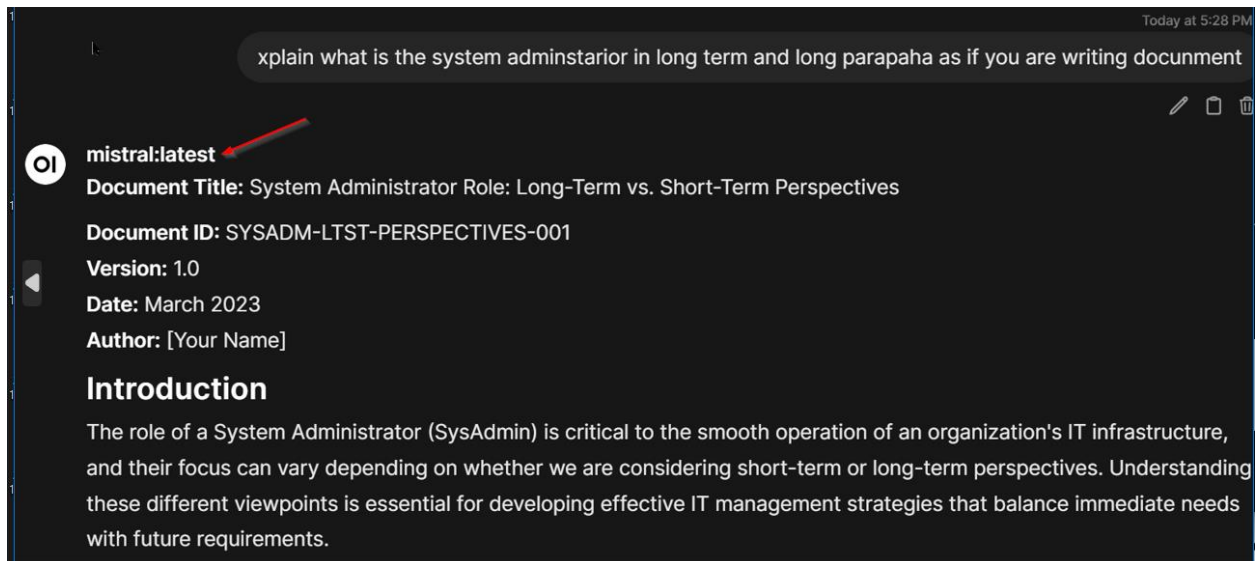 Today at 5:28 PM
xplain what is the system adminstarior in long term and long parapaha as if you are writing docunment
OI
mistral:latest
Document Title: System Administrator Role: Long-Term vs. Short-Term Perspectives
Document ID: SYSADM-LTST-PERSPECTIVES-001
Version: 1.0
Date: March 2023
Author: [Your Name]
Introduction
The role of a System Administrator (SysAdmin) is critical to the smooth operation of an organization's IT infrastructure,
and their focus can vary depending on whether we are considering short-term or long-term perspectives. Understanding
these different viewpoints is essential for developing effective IT management strategies that balance immediate needs
with future requirements.